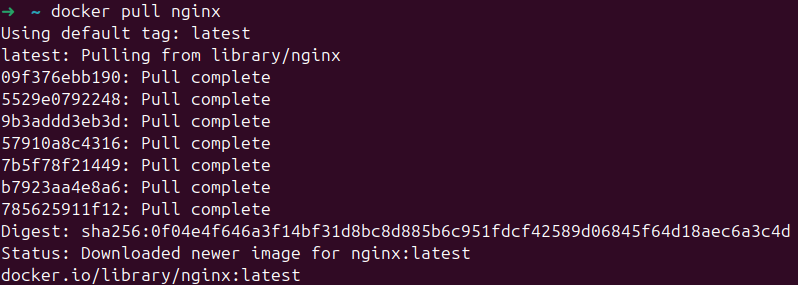 ➜  ~ docker pull nginx
Using default tag: latest
latest: Pulling from library/nginx
09f376ebb190: Pull complete
5529e0792248: Pull complete
9b3addd3eb3d: Pull complete
57910a8c4316: Pull complete
7b5f78f21449: Pull complete
b7923aa4e8a6: Pull complete
785625911f12: Pull complete
Digest: sha256:0f04e4f646a3f14bf31d8bc8d885b6c951fdcf42589d06845f64d18aec6a3c4d
Status: Downloaded newer image for nginx:latest
docker.io/library/nginx:latest